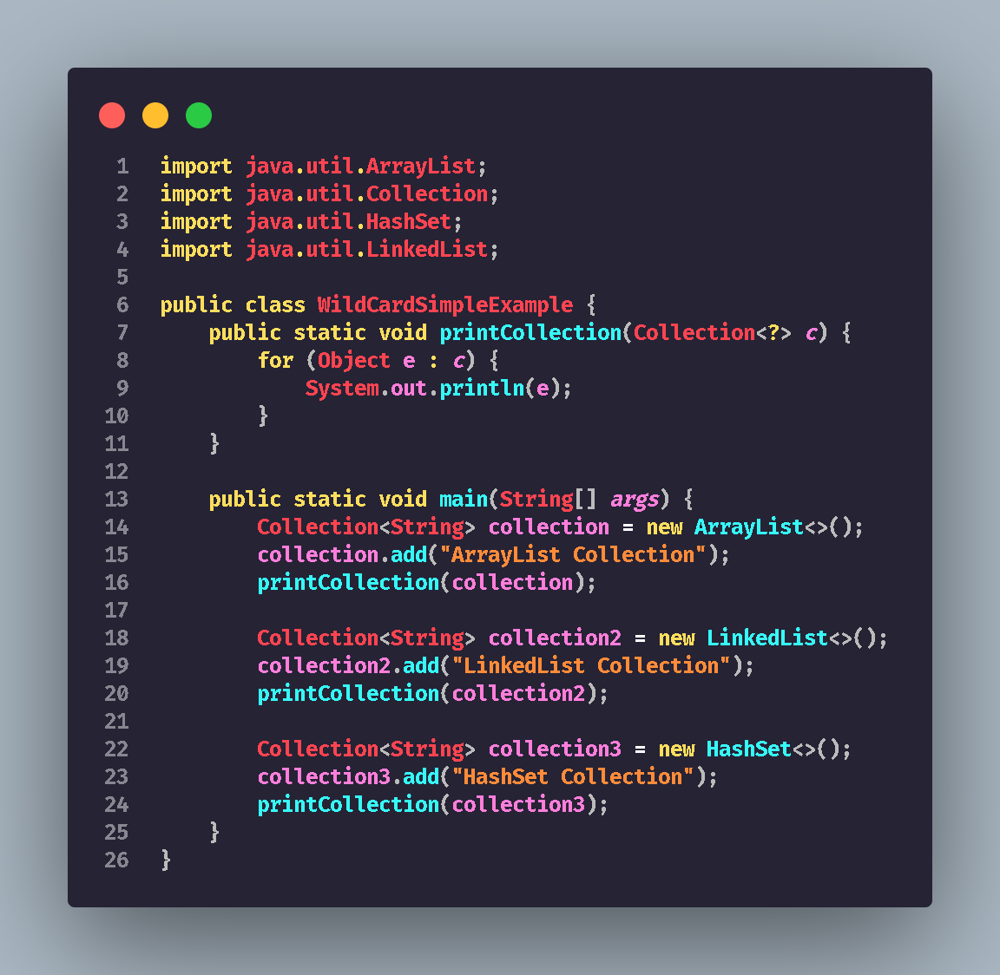 1 import java.util.ArrayList;
2 import java.util.Collection;
3 import java.util.HashSet;
4 import java.util.LinkedList;
5
6 public class WildCardSimpleExample {
7     public static void printCollection(Collection<?> c) {
8         for (Object e : c) {
9             System.out.println(e);
10         }
11     }
12
13     public static void main(String[] args) {
14         Collection<String> collection = new ArrayList<>();
15         collection.add("ArrayList Collection");
16         printCollection(collection);
17
18         Collection<String> collection2 = new LinkedList<>();
19         collection2.add("LinkedList Collection");
20         printCollection(collection2);
21
22         Collection<String> collection3 = new HashSet<>();
23         collection3.add("HashSet Collection");
24         printCollection(collection3);
25     }
26 }